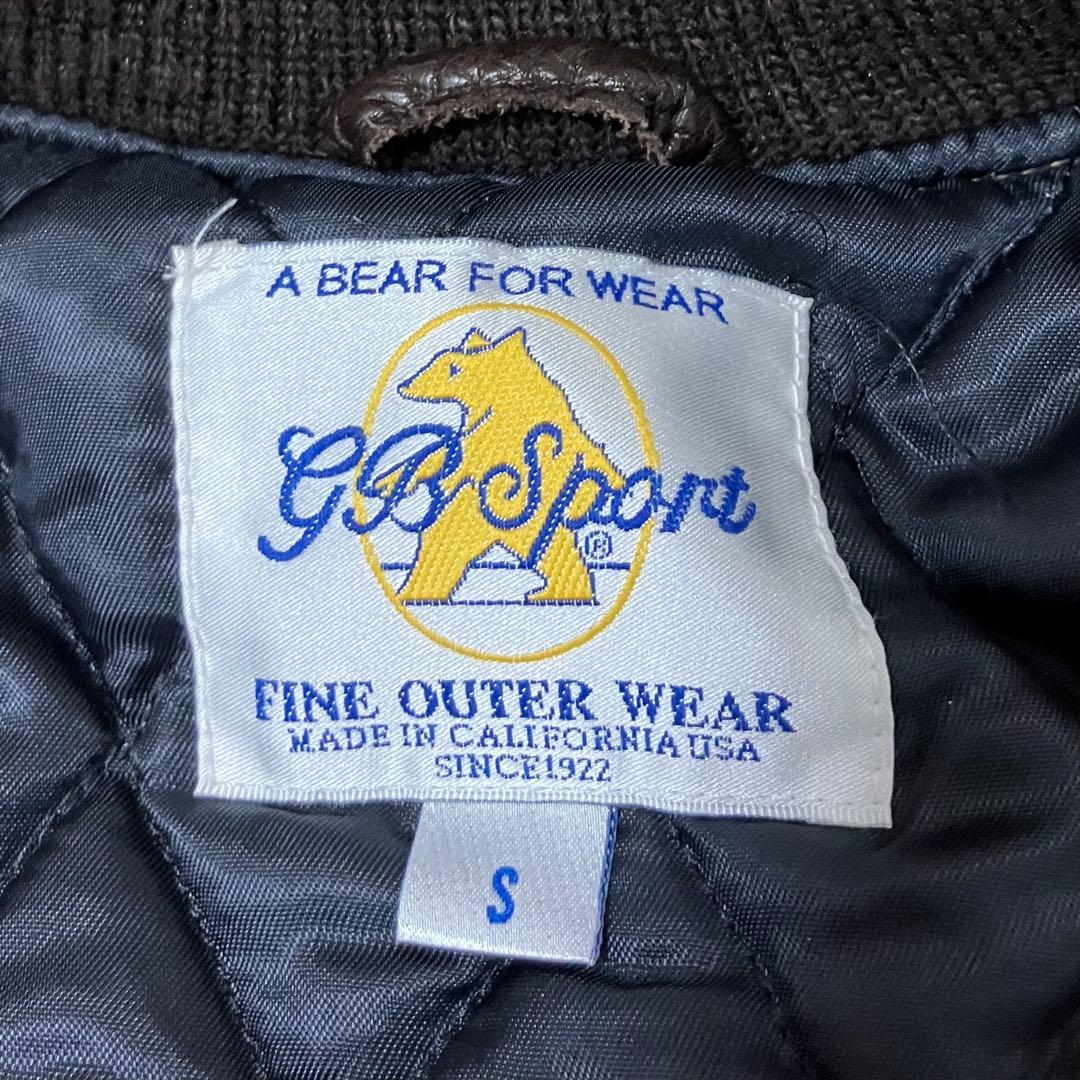 A BEAR FOR WEAR
GB Sport
®
FINE OUTER WEAR
MADE IN CALIFORNIA USA
SINCE1922
S